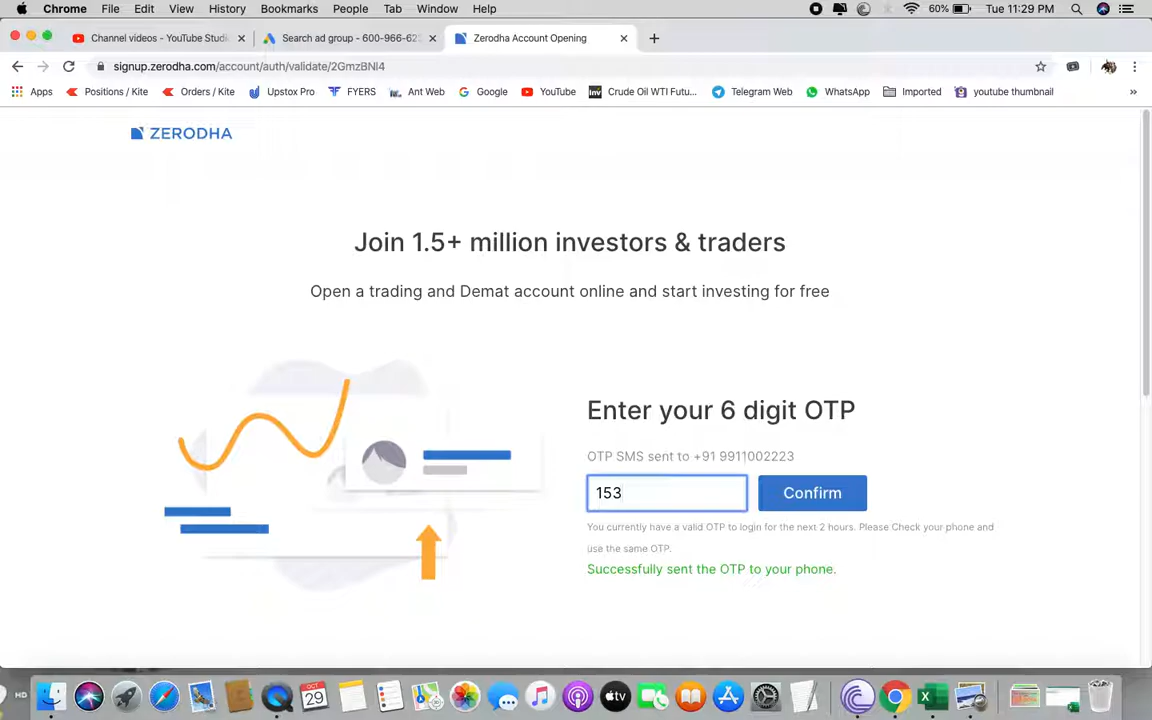 Chrome File Edit View History Bookmarks People Tab Window Help 60% Tue 11:29 PM
Channel videos - YouTube Studi Search ad group - 600-966-62 Zerodha Account Opening
signup.zerodha.com/account/auth/validate/2GmzBNI4
Apps Positions / Kite Orders / Kite Upstox Pro FYERS Ant Web Google YouTube Crude Oil WTI Futu... Telegram Web WhatsApp Imported youtube thumbnail »
ZERODHA
Join 1.5+ million investors & traders
Open a trading and Demat account online and start investing for free
Enter your 6 digit OTP
OTP SMS sent to +91 9911002223
153 Confirm
You currently have a valid OTP to login for the next 2 hours. Please Check your phone and
use the same OTP.
Successfully sent the OTP to your phone.
HD OCT 29 tv